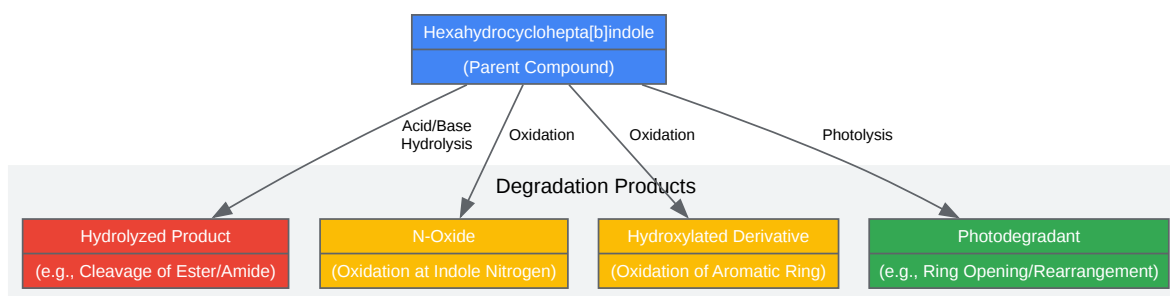 Hexahydrocyclohepta[b]indole
(Parent Compound)
Acid/Base
Hydrolysis
Oxidation
Oxidation
Photolysis
Degradation Products
Hydrolyzed Product
(e.g., Cleavage of Ester/Amide)
N-Oxide
(Oxidation at Indole Nitrogen)
Hydroxylated Derivative
(Oxidation of Aromatic Ring)
Photodegradant
(e.g., Ring Opening/Rearrangement)